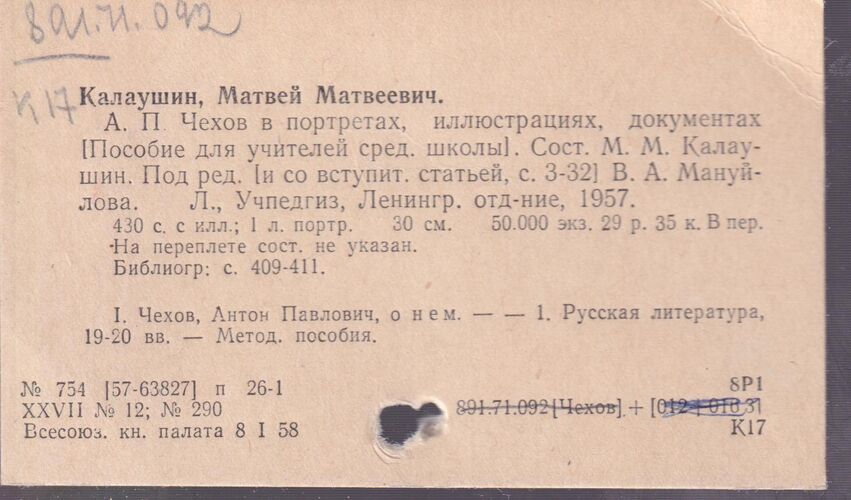 891.71.092
К17
Калаушин, Матвей Матвеевич.
А. П. Чехов в портретах, иллюстрациях, документах
[Пособие для учителей сред. школы]. Сост. М. М. Калау-
шин. Под ред. [и со вступит. статьей, с. 3-32] В. А. Мануй-
лова. Л., Учпедгиз, Ленингр. отд-ние, 1957.
430 с. с илл.; 1 л. портр. 30 см. 50.000 экз. 29 р. 35 к. В пер.
На переплете сост. не указан.
Библиогр: с. 409-411.
I. Чехов, Антон Павлович, о нем. — — 1. Русская литература,
19-20 вв. — Метод. пособия.
№ 754 [57-63827] п 26-1
XXVII № 12; № 290
Всесоюз. кн. палата 8 I 58
8Р1
891.71.092 [Чехов] + [012 + 016 3]
К17